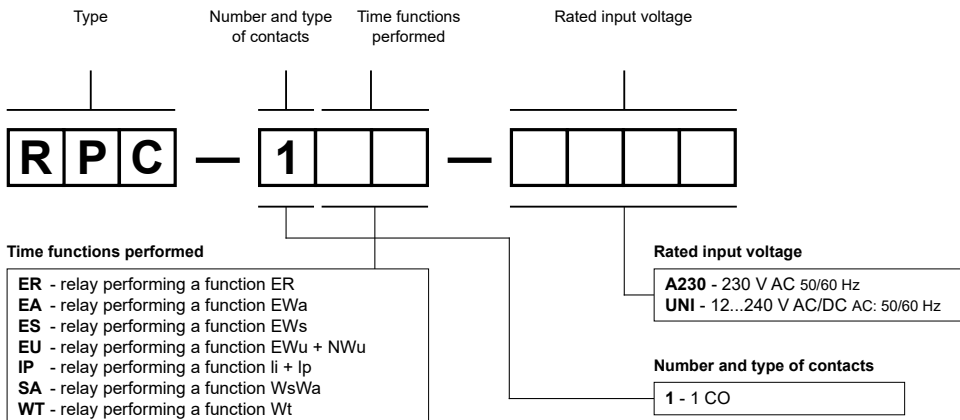 Type
Number and type
of contacts
Time functions
performed
Rated input voltage
R P C — 1 —
Time functions performed
ER - relay performing a function ER
EA - relay performing a function EWa
ES - relay performing a function EWs
EU - relay performing a function EWu + NWu
IP - relay performing a function Ii + Ip
SA - relay performing a function WsWa
WT - relay performing a function Wt
Rated input voltage
A230 - 230 V AC 50/60 Hz
UNI - 12...240 V AC/DC AC: 50/60 Hz
Number and type of contacts
1 - 1 CO